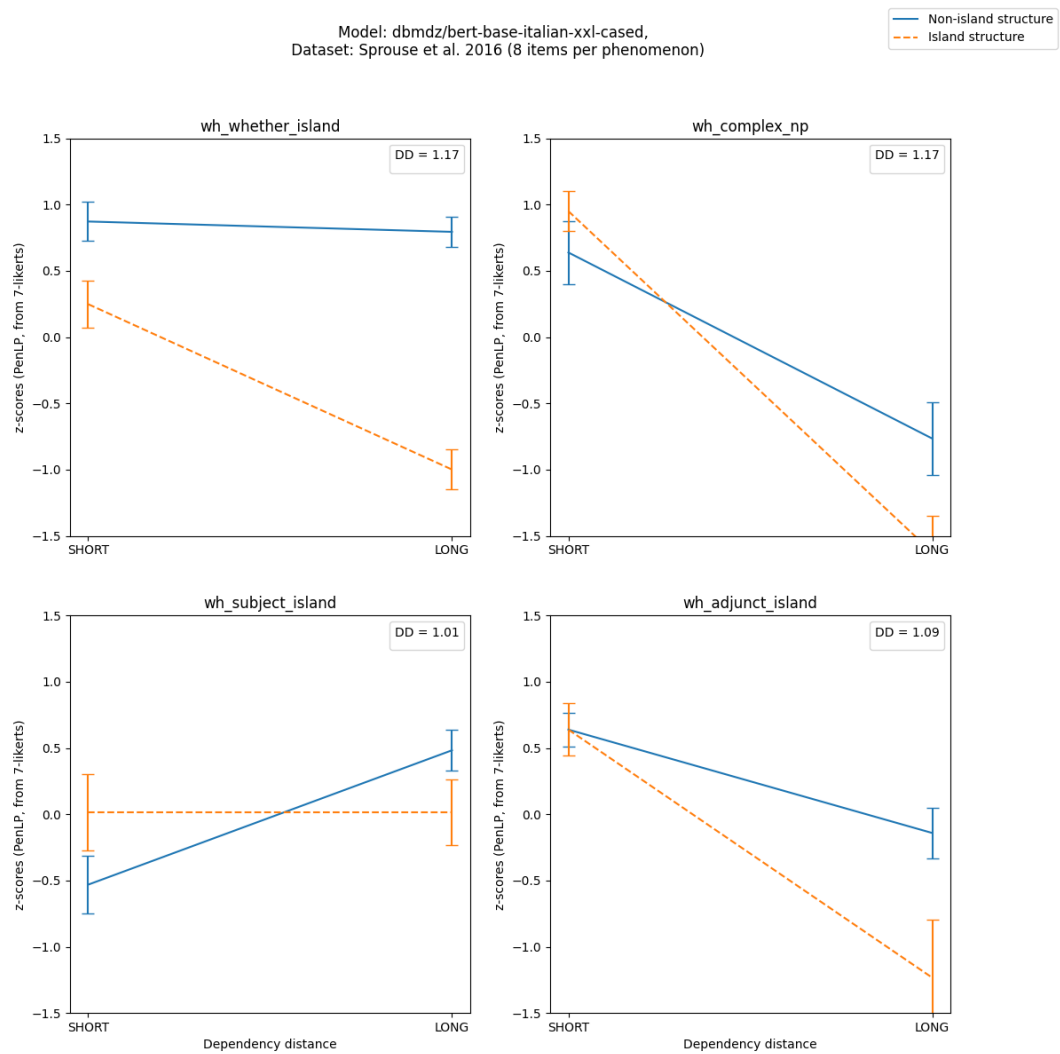 Model: dbmdz/bert-base-italian-xxl-cased,
Dataset: Sprouse et al. 2016 (8 items per phenomenon)
Non-island structure
Island structure
wh_whether_island
DD = 1.17
z-scores (PenLP, from 7-likerts)
1.5
1.0
0.5
0.0
−0.5
−1.0
−1.5
SHORT
LONG
wh_complex_np
DD = 1.17
z-scores (PenLP, from 7-likerts)
1.5
1.0
0.5
0.0
−0.5
−1.0
−1.5
SHORT
LONG
wh_subject_island
DD = 1.01
z-scores (PenLP, from 7-likerts)
1.5
1.0
0.5
0.0
−0.5
−1.0
−1.5
SHORT
LONG
Dependency distance
wh_adjunct_island
DD = 1.09
z-scores (PenLP, from 7-likerts)
1.5
1.0
0.5
0.0
−0.5
−1.0
−1.5
SHORT
LONG
Dependency distance